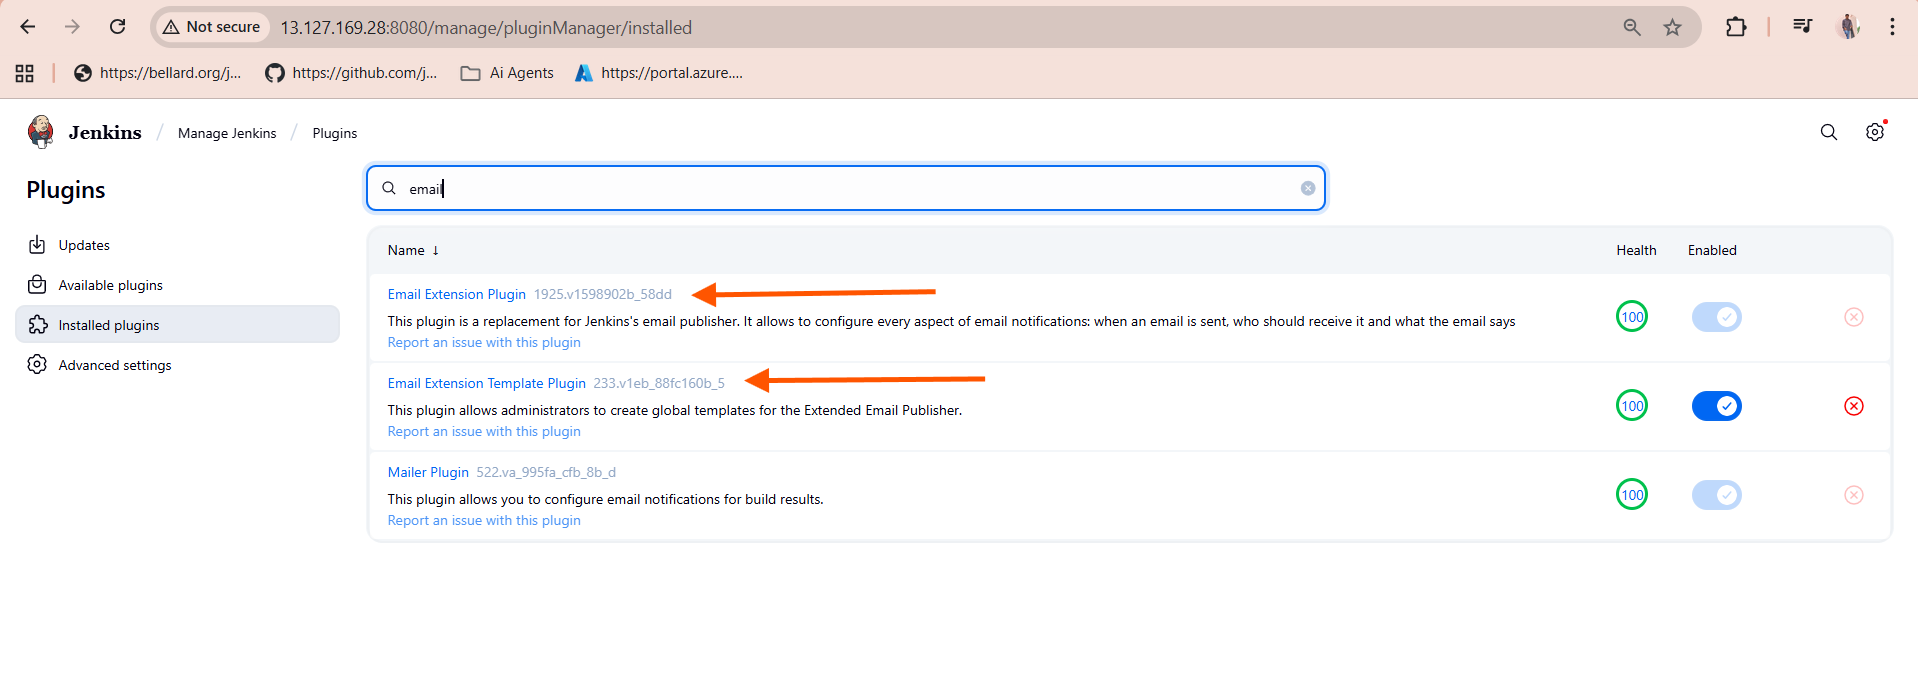 Not secure
13.127.169.28:8080/manage/pluginManager/installed
https://bellard.org/j...
https://github.com/j...
Ai Agents
https://portal.azure....
Jenkins / Manage Jenkins / Plugins
Plugins
email
Updates
Available plugins
Installed plugins
Advanced settings
Name ↓ Health Enabled
Email Extension Plugin 1925.v1598902b_58dd
This plugin is a replacement for Jenkins's email publisher. It allows to configure every aspect of email notifications: when an email is sent, who should receive it and what the email says
Report an issue with this plugin
100
Email Extension Template Plugin 233.v1eb_88fc160b_5
This plugin allows administrators to create global templates for the Extended Email Publisher.
Report an issue with this plugin
100
Mailer Plugin 522.va_995fa_cfb_8b_d
This plugin allows you to configure email notifications for build results.
Report an issue with this plugin
100